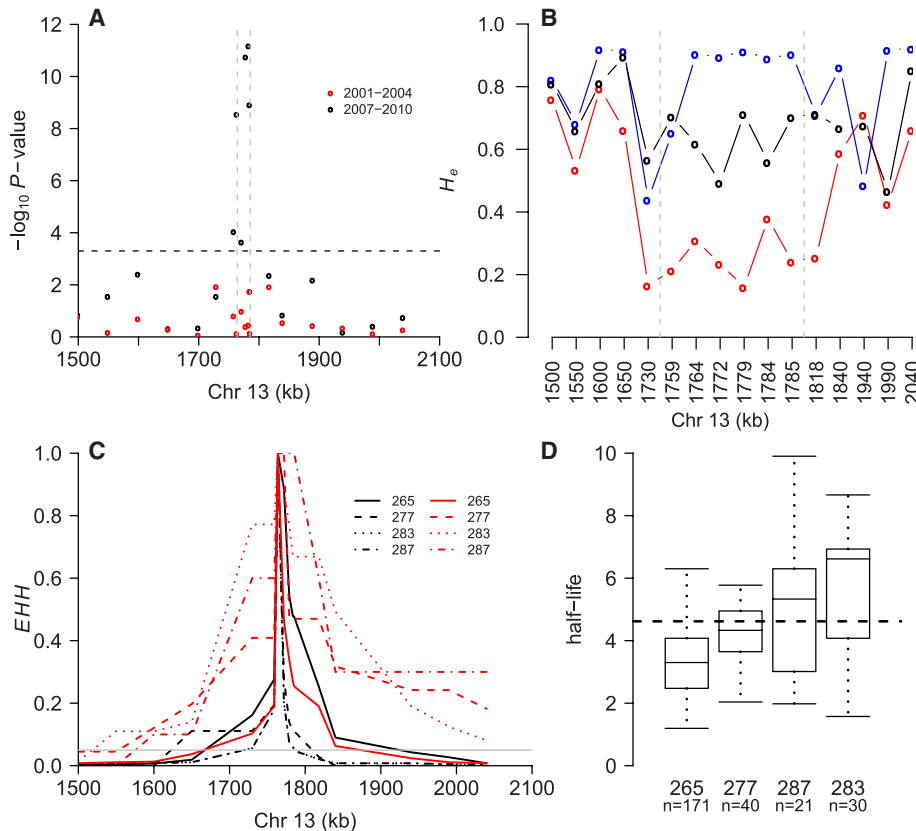 A
12
10
8
6
4
2
0
−log10 P−value
2001−2004
2007−2010
1500 1700 1900 2100
Chr 13 (kb)
B
1.0
0.8
0.6
0.4
0.2
0.0
He
1500 1550 1600 1650 1730 1759 1764 1772 1779 1784 1785 1818 1840 1940 1990 2040
Chr 13 (kb)
C
1.0
0.8
0.6
0.4
0.2
0.0
EHH
265 265
277 277
283 283
287 287
1500 1600 1700 1800 1900 2000 2100
Chr 13 (kb)
D
10
8
6
4
2
0
half−life
265 277 287 283
n=171 n=40 n=21 n=30